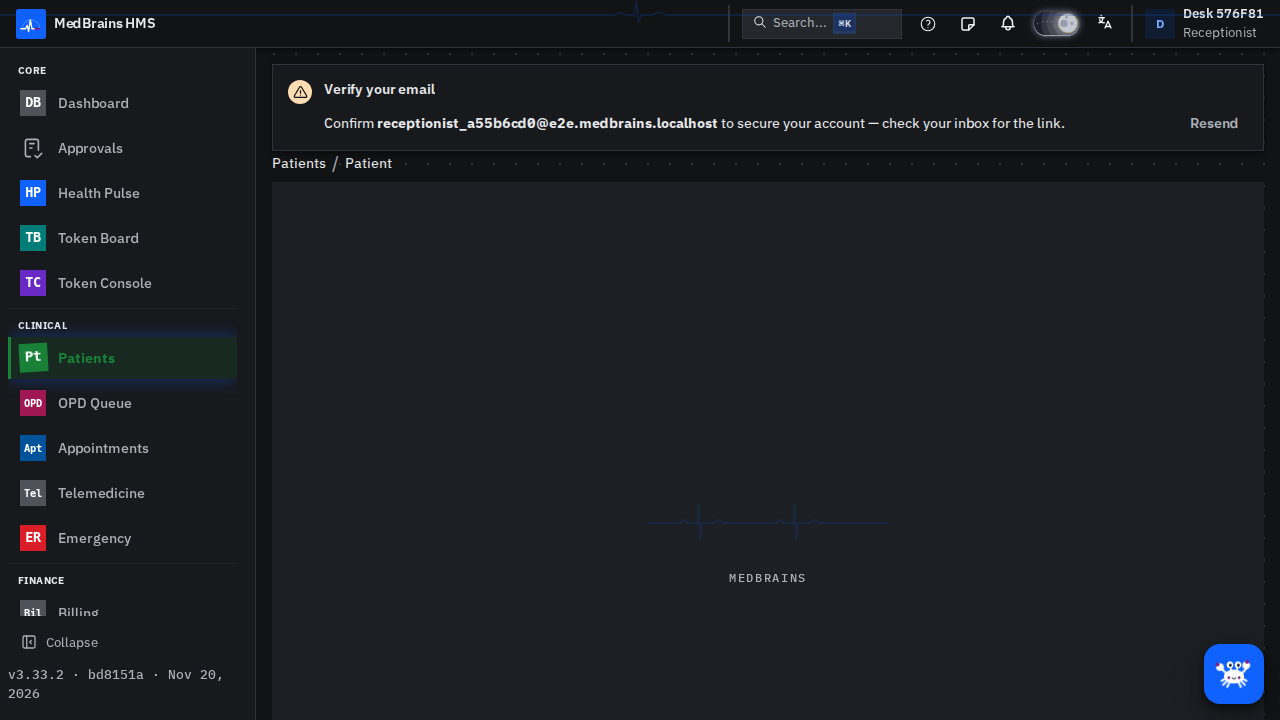 MedBrains HMS
Search... ⌘K
D
Desk 576F81
Receptionist
CORE
DB Dashboard
Approvals
HP Health Pulse
TB Token Board
TC Token Console
CLINICAL
Pt Patients
OPD OPD Queue
Apt Appointments
Tel Telemedicine
ER Emergency
FINANCE
Bil Billing
Collapse
v3.33.2 · bd8151a · Nov 20,
2026
Verify your email
Confirm receptionist_a55b6cd0@e2e.medbrains.localhost to secure your account — check your inbox for the link.
Resend
Patients / Patient
MEDBRAINS